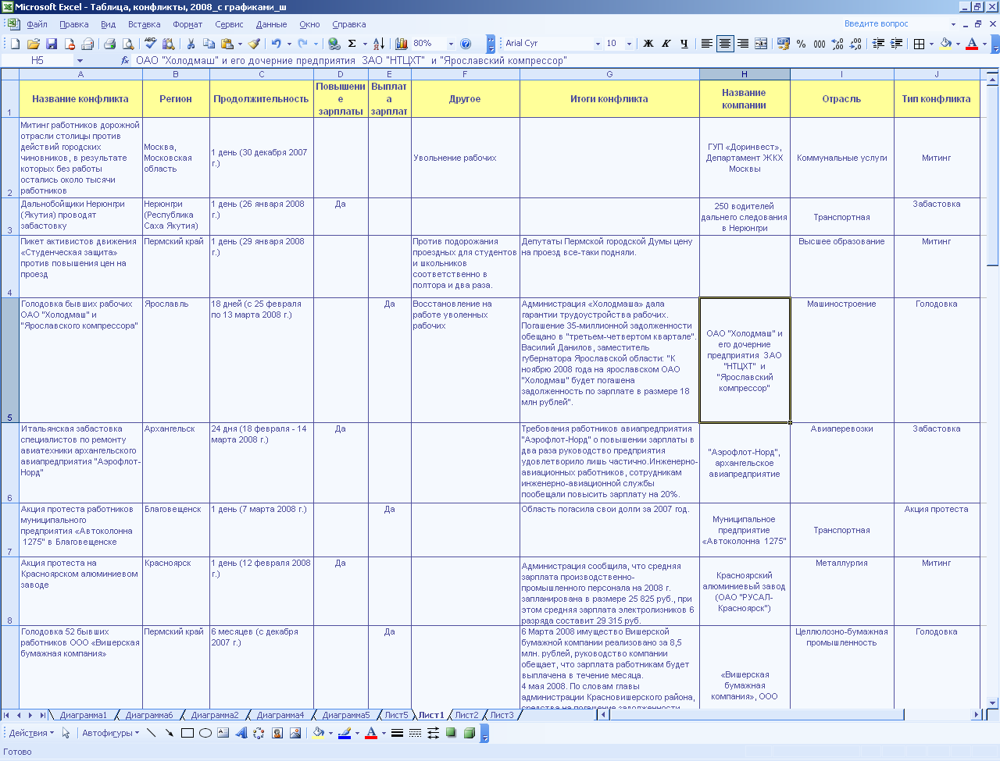 Microsoft Excel - Таблица, конфликты, 2008_с графиками_ш
Файл Правка Вид Вставка Формат Сервис Данные Окно Справка Введите вопрос
80% Arial Cyr 10 Ж К Ч
H5 fx ОАО "Холодмаш" и его дочерние предприятия  ЗАО "НТЦХТ"  и "Ярославский компрессор"
A B C D E F G H I J
1
Название конфликта
Регион
Продолжительность
Повышени
е
зарплаты
Выплат
а
зарплат
Другое
Итоги конфликта
Название
компании
Отрасль
Тип конфликта
2
Митинг работников дорожной
отрасли столицы против
действий городских
чиновников, в результате
которых без работы
остались около тысячи
работников
Москва,
Московская
область
1 день (30 декабря 2007
г.)
Увольнение рабочих
ГУП «Доринвест»,
Департамент ЖКХ
Москвы
Коммунальные услуги
Митинг
3
Дальнобойщики Нерюнгри
(Якутия) проводят
забастовку
Нерюнгри
(Республика
Саха Якутия)
1 день (26 января 2008
г.)
Да
250 водителей
дальнего следования
в Нерюнгри
Транспортная
Забастовка
4
Пикет активистов движения
«Студенческая защита»
против повышения цен на
проезд
Пермский край
1 день (29 января 2008
г.)
Против подорожания
проездных для студентов
и школьников
соответственно в
полтора и два раза.
Депутаты Пермской городской Думы цену
на проезд все-таки подняли.
Высшее образование
Митинг
5
Голодовка бывших рабочих
ОАО "Холодмаш" и
"Ярославского компрессора"
Ярославль
18 дней (с 25 февраля
по 13 марта 2008 г.)
Да
Восстановление на
работе уволенных
рабочих
Администрация «Холодмаша» дала
гарантии трудоустройства рабочих.
Погашение 35-миллионной задолженности
обещано в "третьем-четвертом квартале".
Василий Данилов, заместитель
губернатора Ярославской области: "К
ноябрю 2008 года на ярославском ОАО
"Холодмаш" будет погашена
задолженность по зарплате в размере 18
млн рублей".
ОАО "Холодмаш" и
его дочерние
предприятия  ЗАО
"НТЦХТ"  и
"Ярославский
компрессор"
Машиностроение
Голодовка
6
Итальянская забастовка
специалистов по ремонту
авиатехники архангельского
авиапредприятия "Аэрофлот-
Норд"
Архангельск
24 дня (18 февраля - 14
марта 2008 г.)
Да
Требования работников авиапредприятия
"Аэрофлот-Норд" о повышении зарплаты в
два раза руководство предприятия
удовлетворило лишь частично.Инженерно-
авиационных работников, сотрудникам
инженерно-авиационной службы
пообещали повысить зарплату на 20%.
"Аэрофлот-Норд",
архангельское
авиапредприятие
Авиаперевозки
Забастовка
7
Акция протеста работников
муниципального
предприятия «Автоколонна
1275" в Благовещенске
Благовещенск
1 день (7 марта 2008 г.)
Да
Область погасила свои долги за 2007 год.
Муниципальное
предприятие
«Автоколонна  1275"
Транспортная
Акция протеста
8
Акция протеста на
Красноярском алюминиевом
заводе
Красноярск
1 день (12 февраля 2008
г.)
Да
Администрация сообщила, что средняя
зарплата производственно-
промышленного персонала на 2008 г.
запланирована в размере 25 825 руб., при
этом средняя зарплата электролизников 6
разряда составит 29 315 руб.
Красноярский
алюминиевый завод
(ОАО "РУСАЛ-
Красноярск")
Металлургия
Митинг
Голодовка 52 бывших
работников ООО «Вишерская
бумажная компания»
Пермский край
6 месяцев (с декабря
2007 г.)
Да
6 Марта 2008 имущество Вишерской
бумажной компании реализовано за 8,5
млн. рублей, руководство компании
обещает, что зарплата работникам будет
выплачена в течение месяца.
4 мая 2008. По словам главы
администрации Красновишерского района,
средства на погашение задолженности
«Вишерская
бумажная
компания», ООО
Целлюлозно-бумажная
промышленность
Голодовка
Диаграмма1 Диаграмма6 Диаграмма2 Диаграмма4 Диаграмма5 Лист5 Лист1 Лист2 Лист3
Действия Автофигуры
Готово